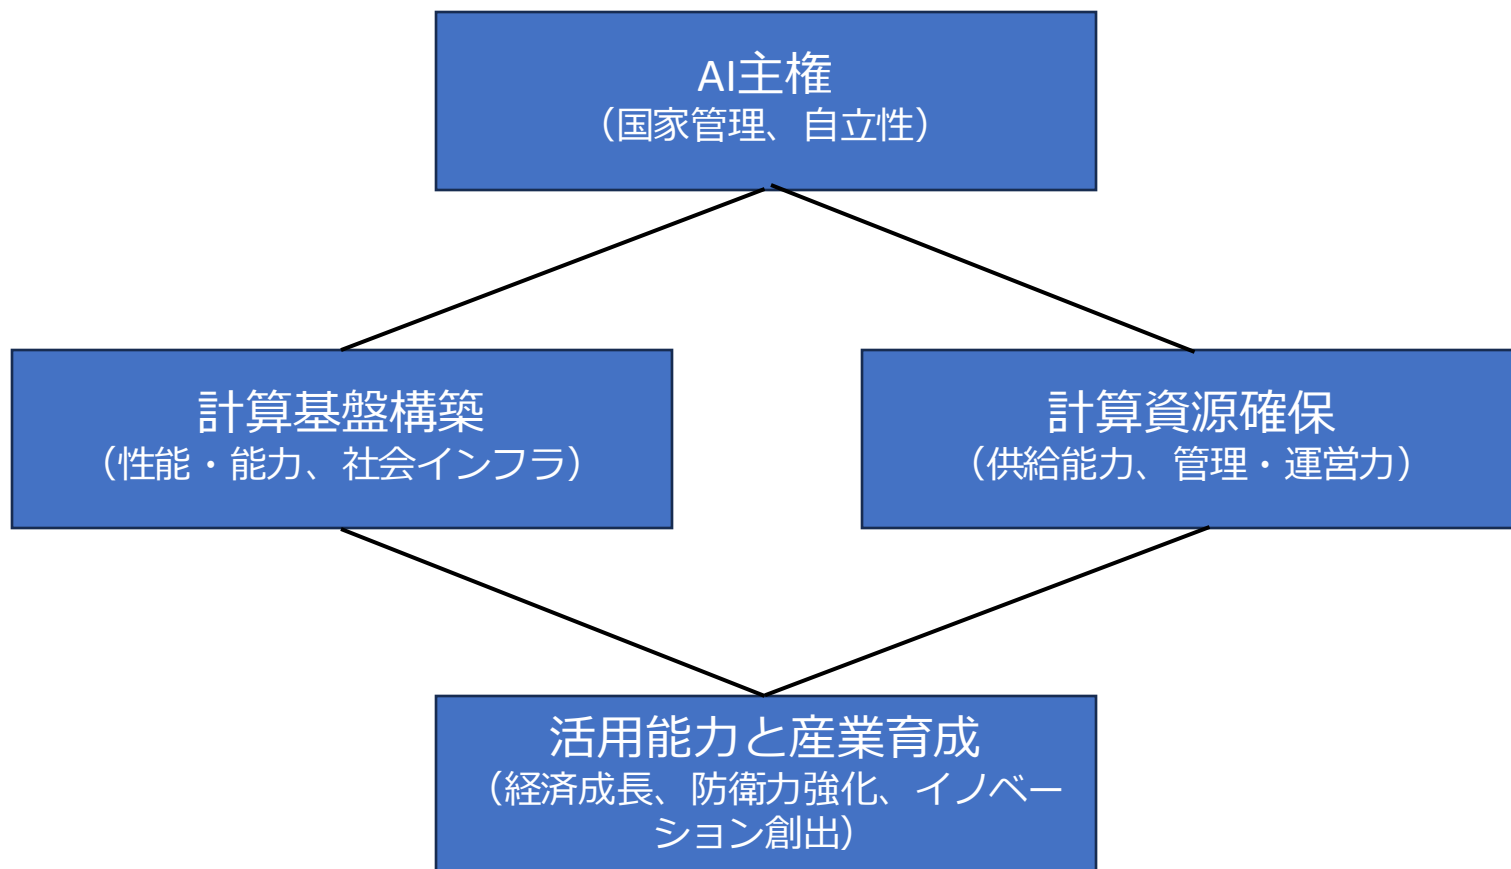 AI主権
（国家管理、自立性）
計算基盤構築
（性能・能力、社会インフラ）
計算資源確保
（供給能力、管理・運営力）
活用能力と産業育成
（経済成長、防衛力強化、イノベー
ション創出）